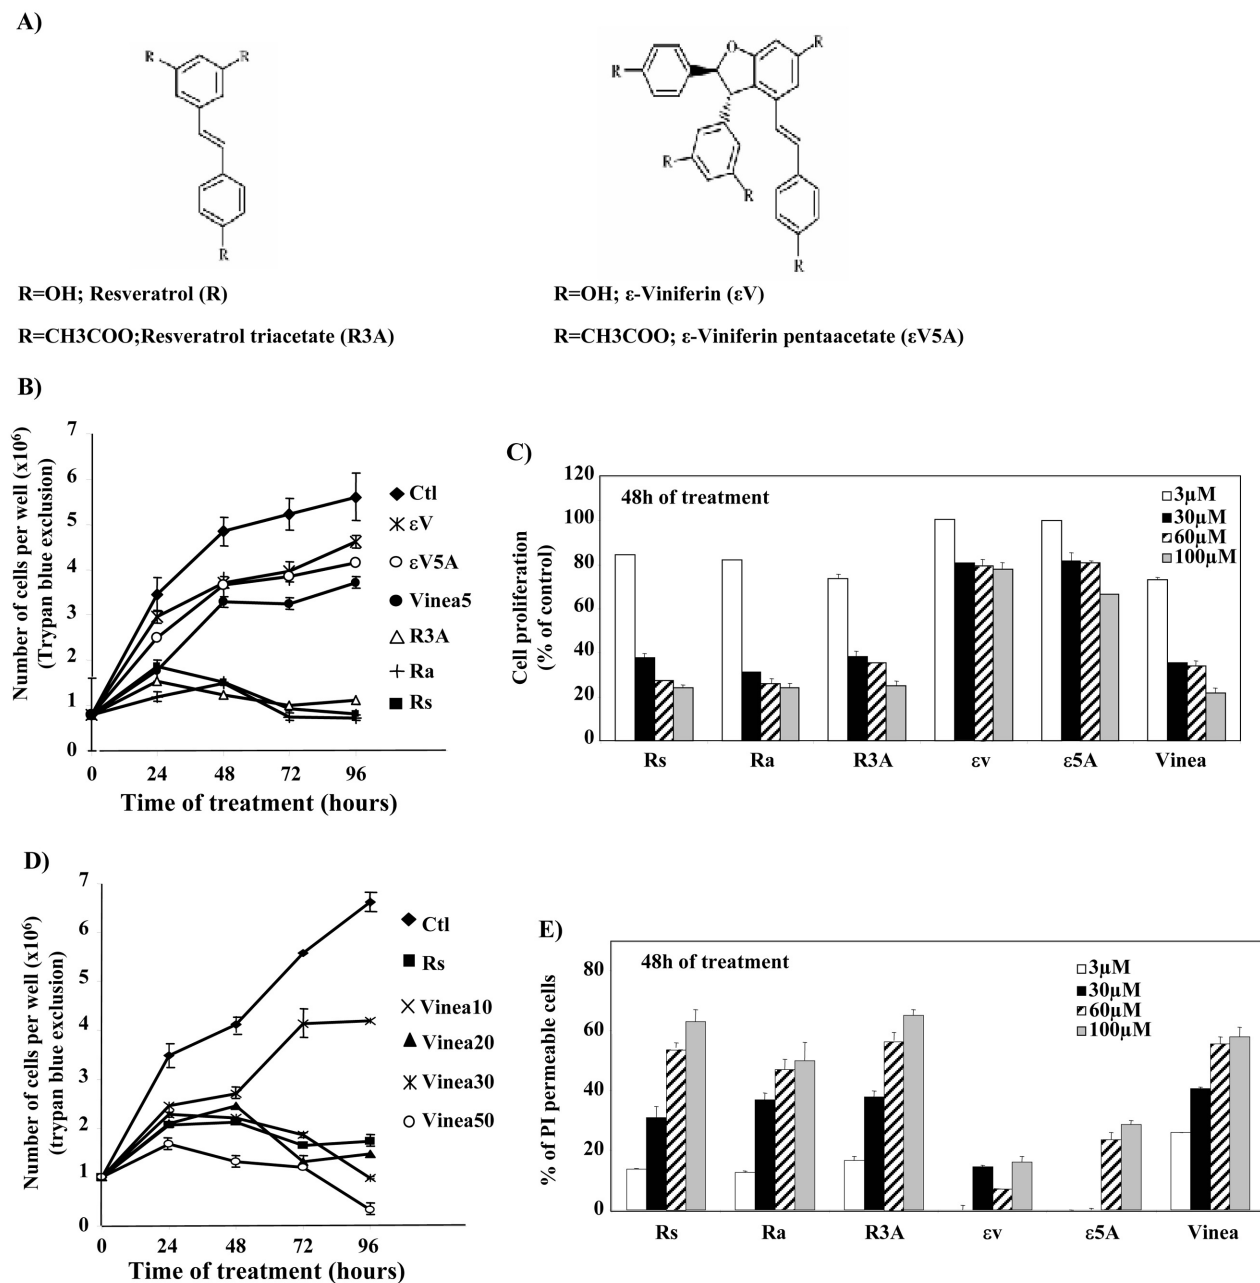 A)
R
R
R
R=OH; Resveratrol (R)
R=CH3COO;Resveratrol triacetate (R3A)
O
R
R
R
R
R
R=OH; ε-Viniferin (εV)
R=CH3COO; ε-Viniferin pentaacetate (εV5A)
B)
Number of cells per well (x10⁶)
(Trypan blue exclusion)
7
6
5
4
3
2
1
0
0 24 48 72 96
Time of treatment (hours)
Ctl
εV
εV5A
Vinea5
R3A
Ra
Rs
C)
Cell proliferation
(% of control)
120
100
80
60
40
20
0
48h of treatment
3µM
30µM
60µM
100µM
Rs Ra R3A εv ε5A Vinea
D)
Number of cells per well (x10⁶)
(trypan blue exclusion)
7
6
5
4
3
2
1
0
0 24 48 72 96
Time of treatment (hours)
Ctl
Rs
Vinea10
Vinea20
Vinea30
Vinea50
E)
% of PI permeable cells
80
60
40
20
0
48h of treatment
3µM
30µM
60µM
100µM
Rs Ra R3A εv ε5A Vinea